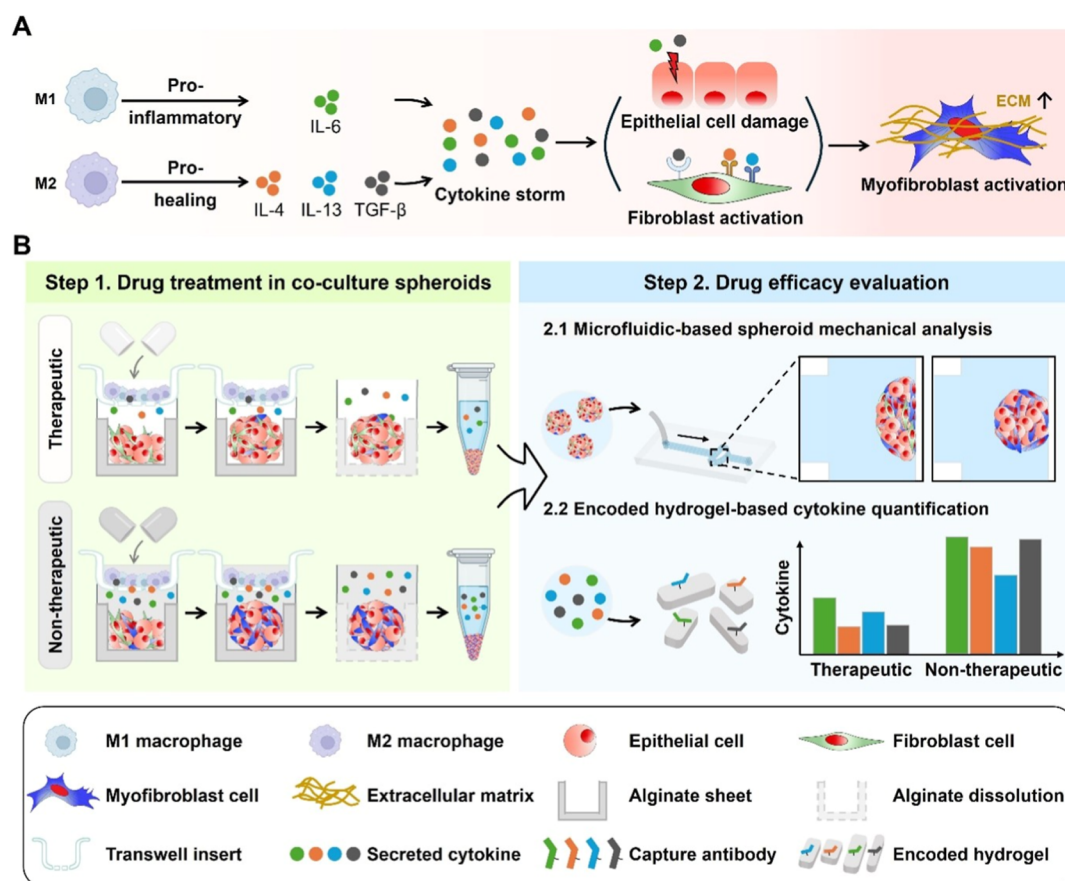 A
M1
Pro-
inflammatory
IL-6
M2
Pro-
healing
IL-4
IL-13
TGF-β
Cytokine storm
Epithelial cell damage
Fibroblast activation
ECM
Myofibroblast activation
B
Step 1. Drug treatment in co-culture spheroids
Therapeutic
Non-therapeutic
Step 2. Drug efficacy evaluation
2.1 Microfluidic-based spheroid mechanical analysis
2.2 Encoded hydrogel-based cytokine quantification
Cytokine
Therapeutic
Non-therapeutic
M1 macrophage
M2 macrophage
Epithelial cell
Fibroblast cell
Myofibroblast cell
Extracellular matrix
Alginate sheet
Alginate dissolution
Transwell insert
Secreted cytokine
Capture antibody
Encoded hydrogel